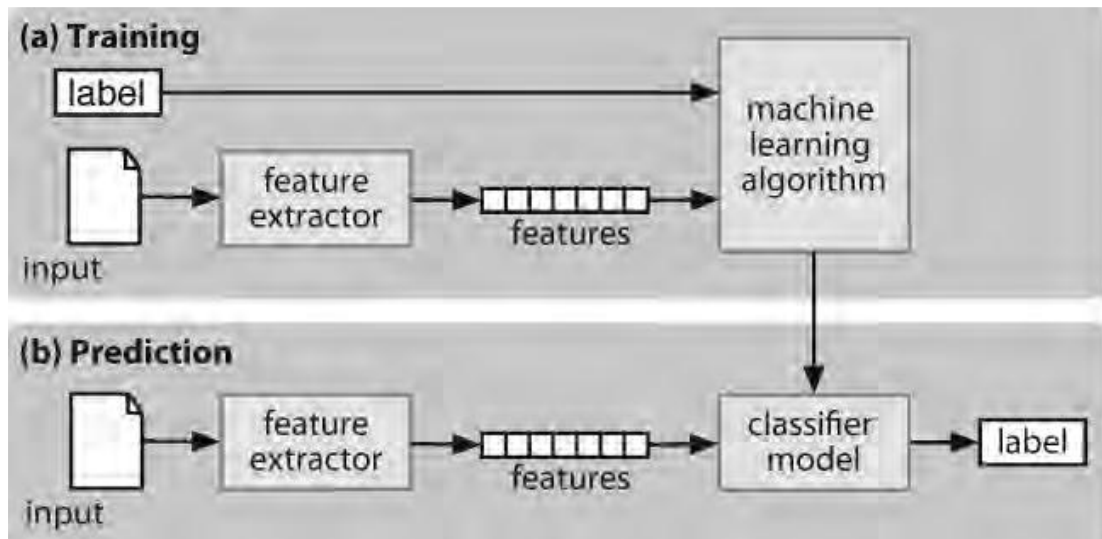 (a) Training
label
machine
learning
algorithm
feature
extractor
features
input
(b) Prediction
feature
extractor
features
classifier
model
label
input